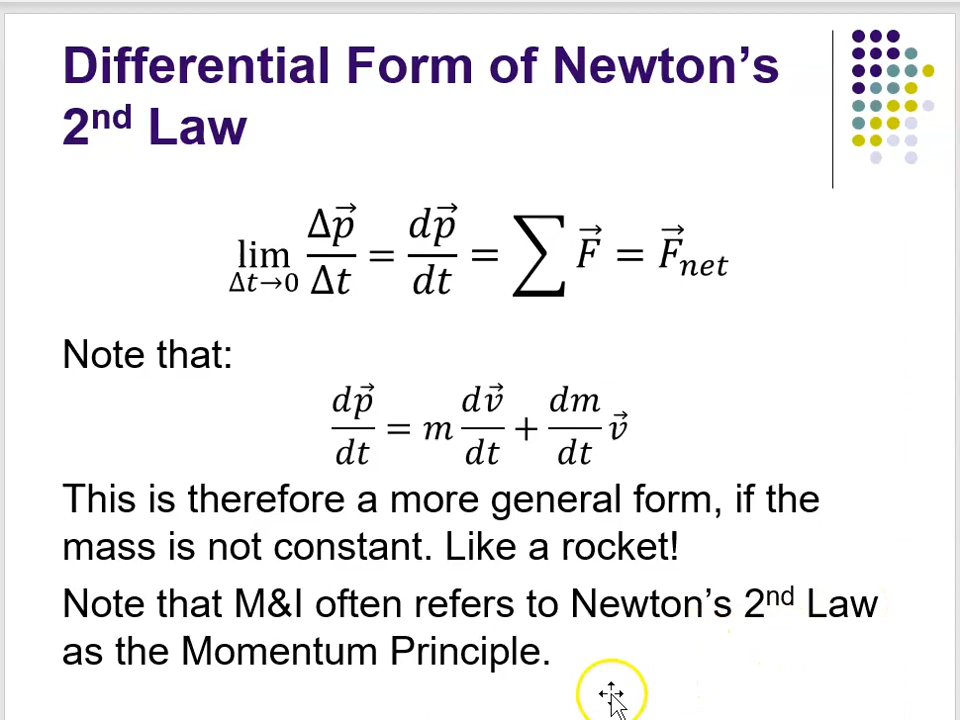 Differential Form of Newton's
2nd Law
lim Δt→0 Δp⃗/Δt = dp⃗/dt = ∑ F⃗ = F⃗net
Note that:
dp⃗/dt = m dv⃗/dt + dm/dt v⃗
This is therefore a more general form, if the
mass is not constant. Like a rocket!
Note that M&I often refers to Newton's 2nd Law
as the Momentum Principle.